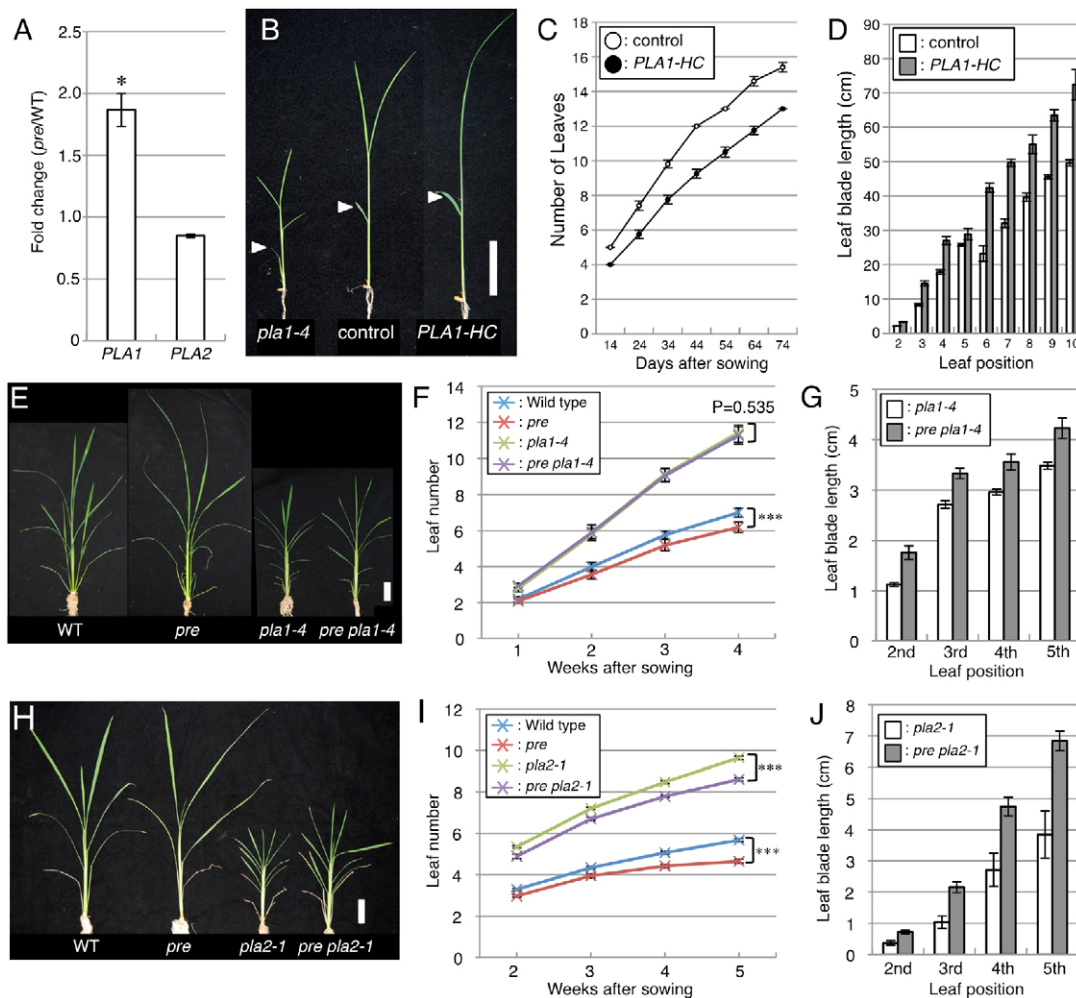 A
2.5
2.0
1.5
1.0
0.5
0.0
Fold change (pre/WT)
*
PLA1
PLA2
B
pla1-4
control
PLA1-HC
C
18
16
14
12
10
8
6
4
2
0
Number of Leaves
: control
: PLA1-HC
14 24 34 44 54 64 74
Days after sowing
D
90
80
70
60
50
40
30
20
10
0
Leaf blade length (cm)
: control
: PLA1-HC
2 3 4 5 6 7 8 9 10
Leaf position
E
WT
pre
pla1-4
pre pla1-4
F
14
12
10
8
6
4
2
0
Leaf number
: Wild type
: pre
: pla1-4
: pre pla1-4
P=0.535
***
1 2 3 4
Weeks after sowing
G
5
4
3
2
1
0
Leaf blade length (cm)
: pla1-4
: pre pla1-4
2nd 3rd 4th 5th
Leaf position
H
WT
pre
pla2-1
pre pla2-1
I
12
10
8
6
4
2
0
Leaf number
: Wild type
: pre
: pla2-1
: pre pla2-1
***
***
2 3 4 5
Weeks after sowing
J
8
7
6
5
4
3
2
1
0
Leaf blade length (cm)
: pla2-1
: pre pla2-1
2nd 3rd 4th 5th
Leaf position